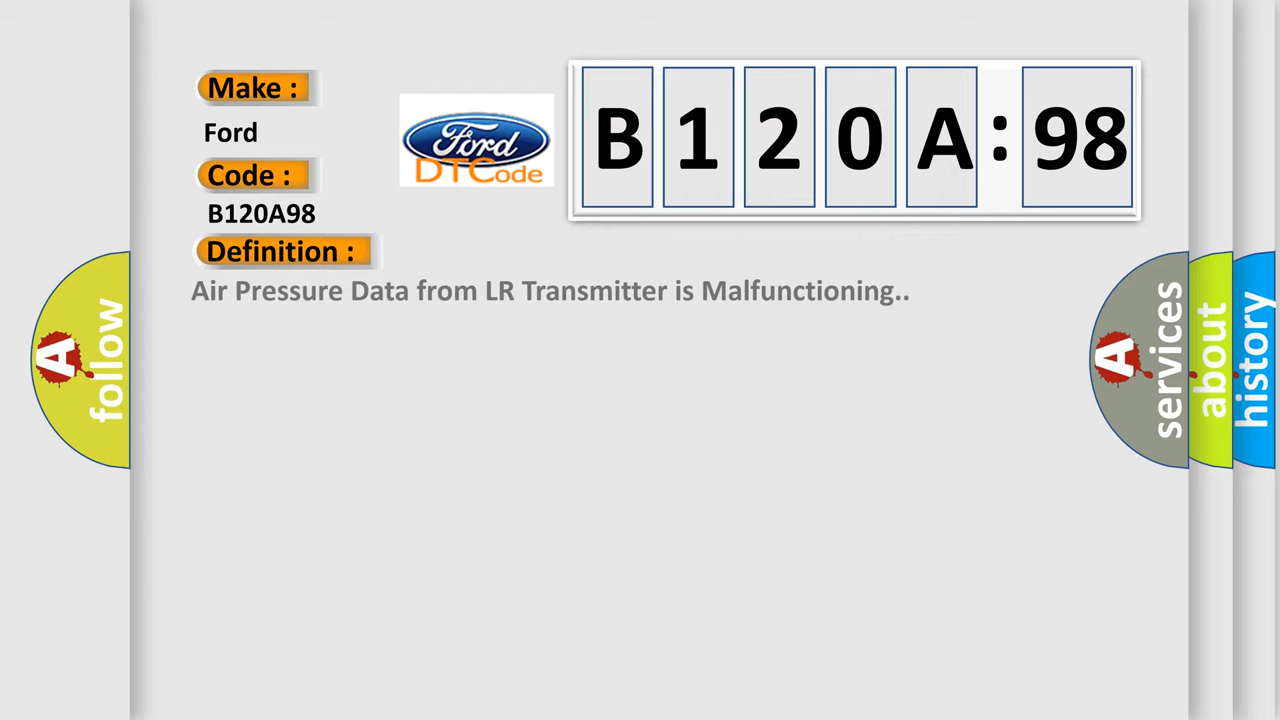 Make :
Ford
Code :
B120A98
Definition :
Air Pressure Data from LR Transmitter is Malfunctioning..
Ford
DTCode
B 1 2 0 A : 98
A follow
A services
about
history